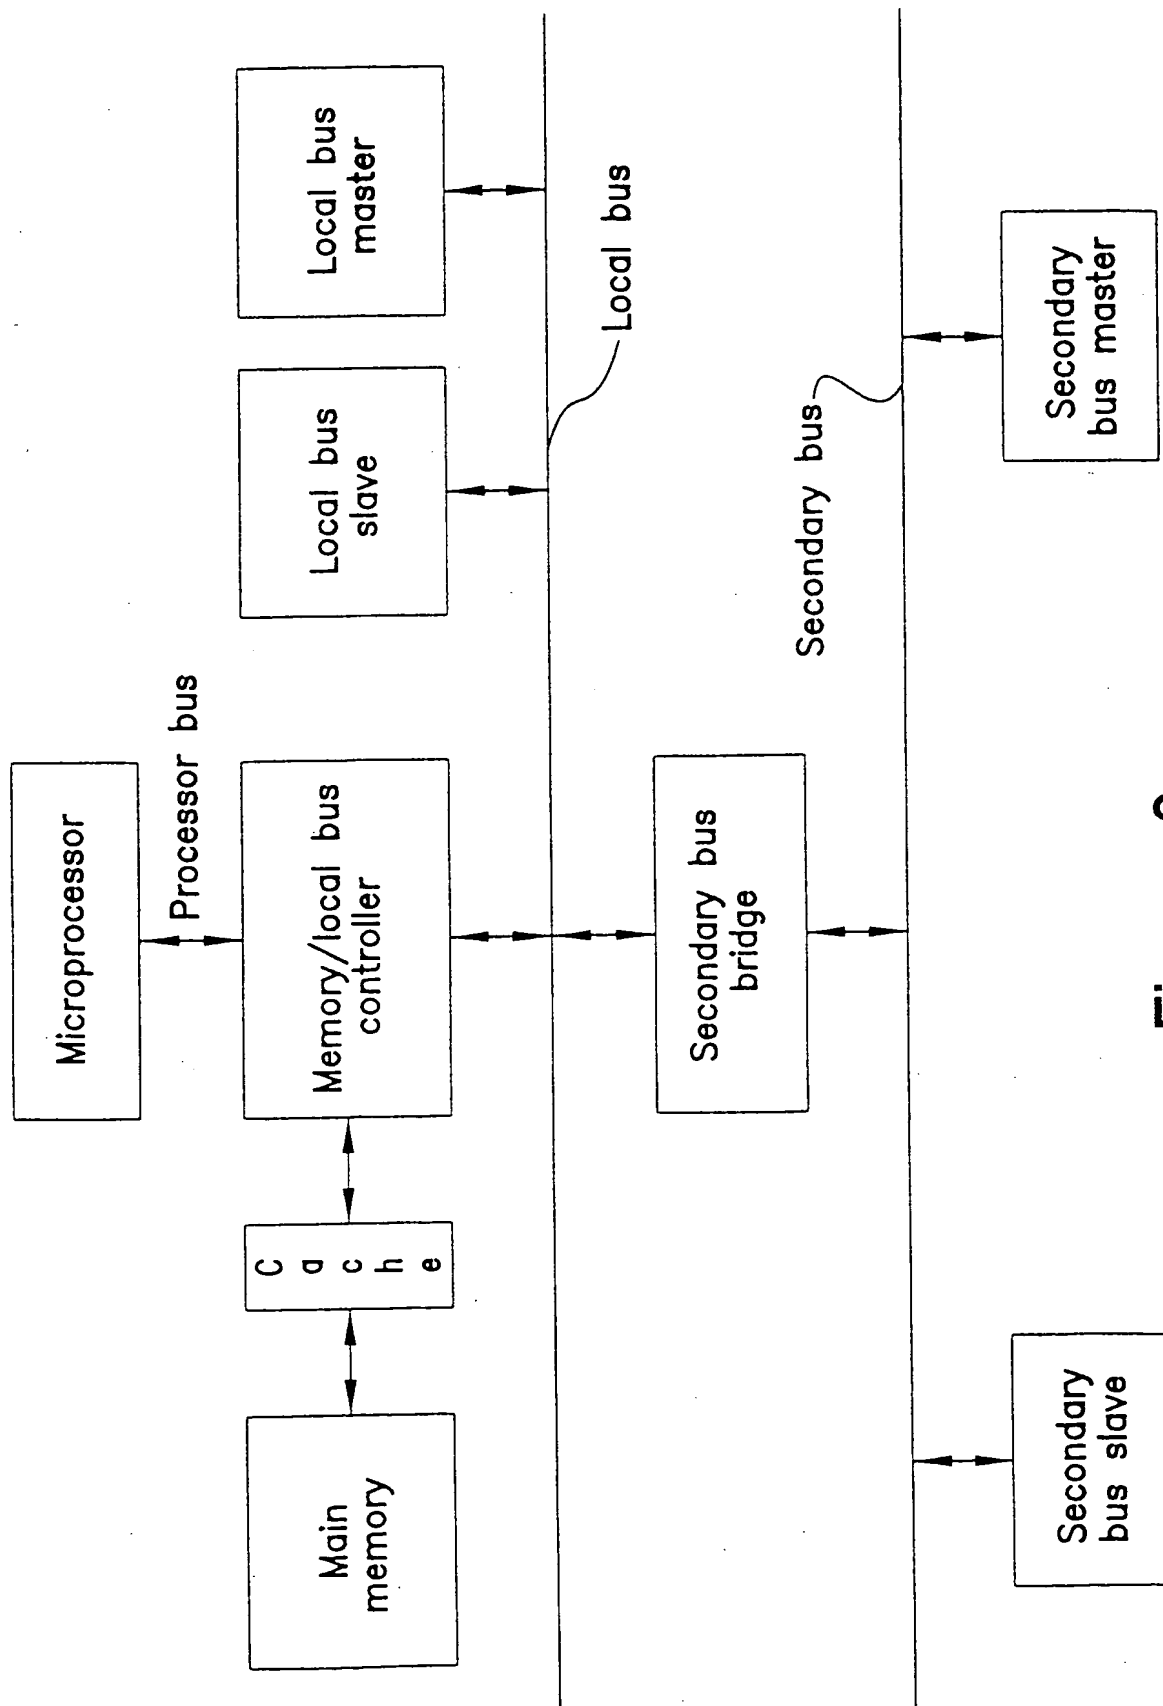 Microprocessor
Processor bus
Main
memory
C
a
c
h
e
Memory/local bus
controller
Local bus
slave
Local bus
master
Local bus
Secondary bus
bridge
Secondary bus
Secondary
bus slave
Secondary
bus master